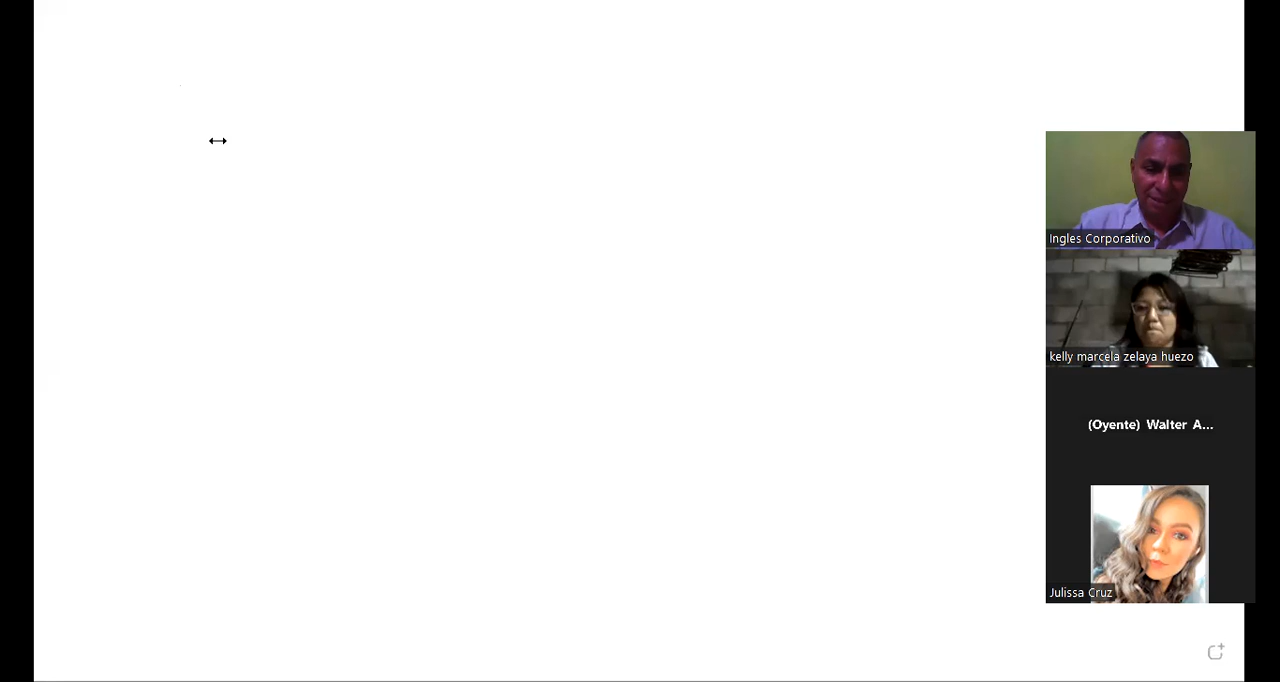 Ingles Corporativo
kelly marcela zelaya huezo
(Oyente) Walter A...
Julissa Cruz